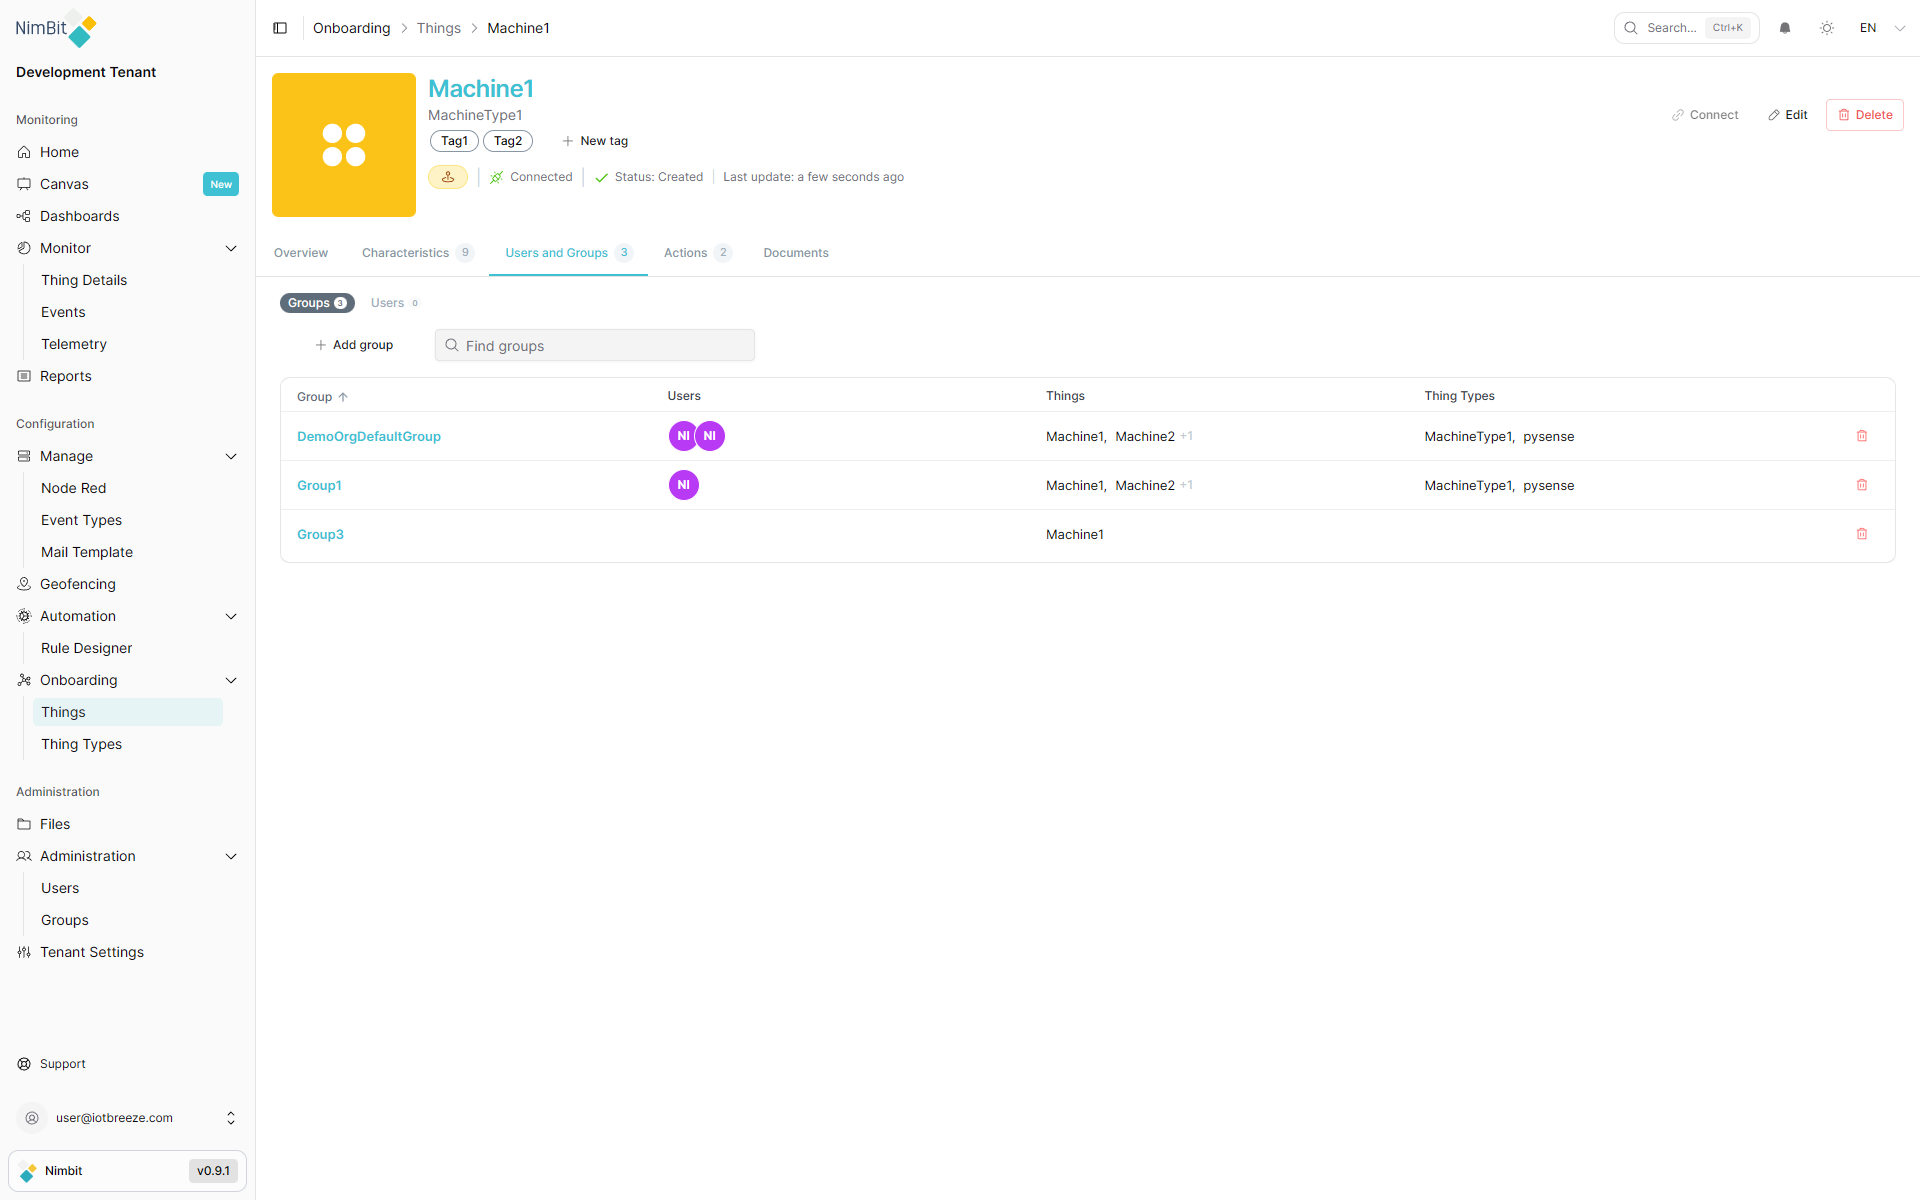 NimBit
Development Tenant
Monitoring
Home
Canvas New
Dashboards
Monitor
Thing Details
Events
Telemetry
Reports
Configuration
Manage
Node Red
Event Types
Mail Template
Geofencing
Automation
Rule Designer
Onboarding
Things
Thing Types
Administration
Files
Administration
Users
Groups
Tenant Settings
Support
user@iotbreeze.com
Nimbit v0.9.1
Onboarding > Things > Machine1
Search... Ctrl+K EN
Machine1
MachineType1
Tag1 Tag2 + New tag
Connected Status: Created Last update: a few seconds ago
Connect Edit Delete
Overview Characteristics 9 Users and Groups 3 Actions 2 Documents
Groups 3 Users 0
+ Add group Find groups
Group Users Things Thing Types
DemoOrgDefaultGroup NI NI Machine1, Machine2 +1 MachineType1, pysense
Group1 NI Machine1, Machine2 +1 MachineType1, pysense
Group3 Machine1